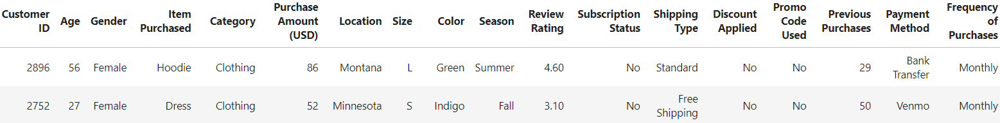 Customer ID Age Gender Item Purchased Category Purchase Amount (USD) Location Size Color Season Review Rating Subscription Status Shipping Type Discount Applied Promo Code Used Previous Purchases Payment Method Frequency of Purchases
2896 56 Female Hoodie Clothing 86 Montana L Green Summer 4.60 No Standard No No 29 Bank Transfer Monthly
2752 27 Female Dress Clothing 52 Minnesota S Indigo Fall 3.10 No Free Shipping No No 50 Venmo Monthly